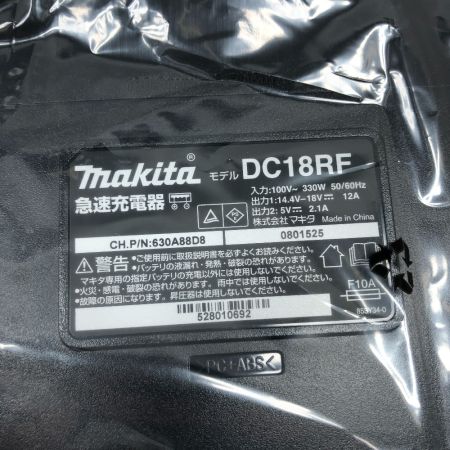 makita® モデル DC18RF
急速充電器
入力:100V~ 330W 50/60Hz
出力1:14.4V⎓18V⎓ 12A
出力2: 5V⎓ 2.1A
株式会社マキタ Made in China
CH.P/N:630A88D8
0801525
⚠警告 •ご使用前に取扱説明書を必ずよくお読みください。
•バッテリの液漏れ・発熱・破裂の恐れがありますので、
マキタ専用の指定バッテリの充電以外には使用しないでください。
•火災・感電・破裂の恐れがあります。雨中では使用しないでください。
•故障の原因になります。昇圧器は使用しないでください。
528010692
F10A
853Y34-0
>PC+ABS<